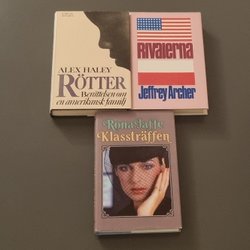 ALEX HALEY
RÖTTER
Berättelsen om
en amerikansk familj
Rivalerna
Jeffrey Archer
Rona Jaffe
Klassträffen